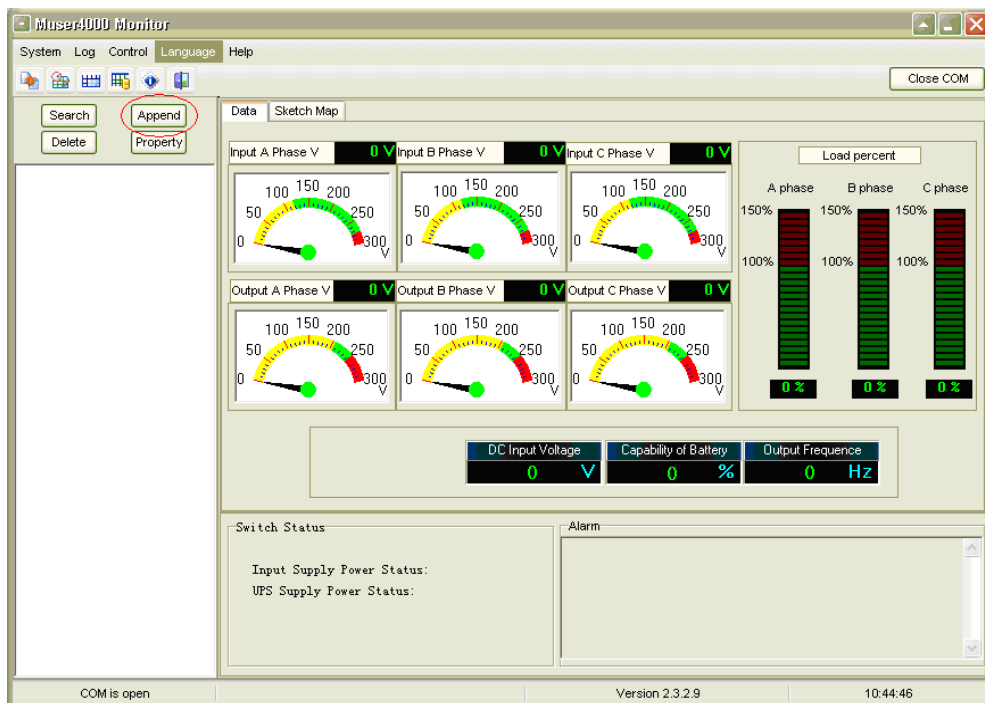 Muser4000 Monitor
System Log Control Language Help
Close COM
Search Append
Delete Property
Data Sketch Map
Input A Phase V 0 V Input B Phase V 0 V Input C Phase V 0 V
0 50 100 150 200 250 300 V
0 50 100 150 200 250 300 V
0 50 100 150 200 250 300 V
Output A Phase V 0 V Output B Phase V 0 V Output C Phase V 0 V
0 50 100 150 200 250 300 V
0 50 100 150 200 250 300 V
0 50 100 150 200 250 300 V
Load percent
A phase B phase C phase
150% 150% 150%
100% 100% 100%
0 % 0 % 0 %
DC Input Voltage Capability of Battery Output Frequence
0 V 0 % 0 Hz
Switch Status
Input Supply Power Status:
UPS Supply Power Status:
Alarm
COM is open Version 2.3.2.9 10:44:46